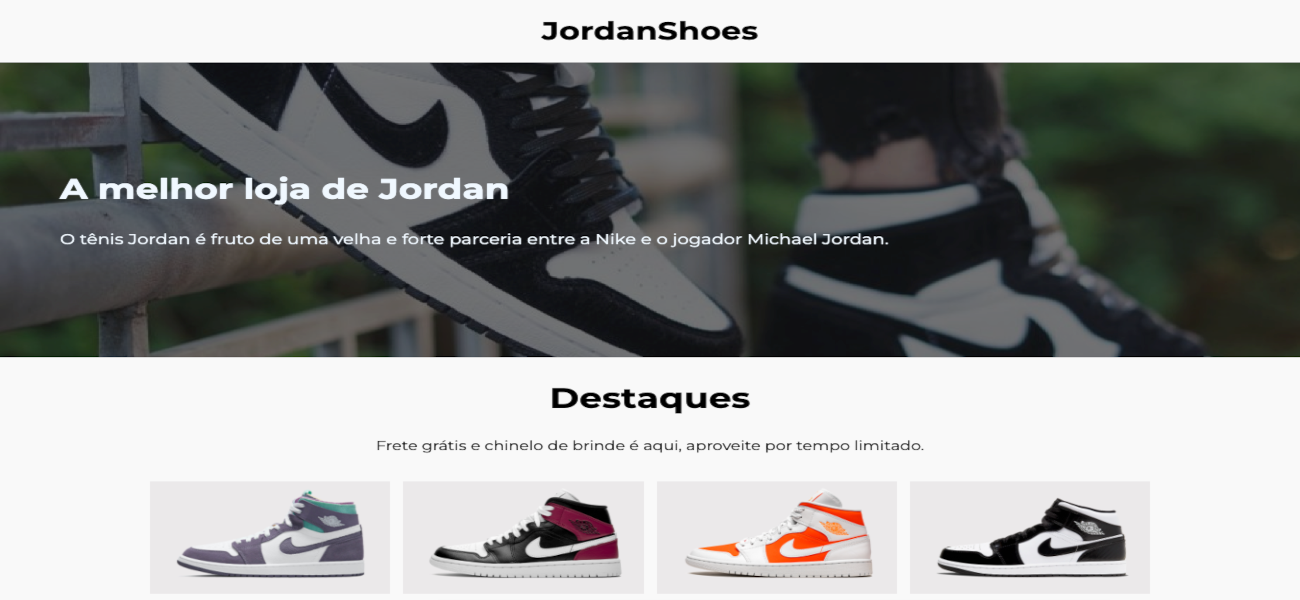 JordanShoes
A melhor loja de Jordan
O tênis Jordan é fruto de uma velha e forte parceria entre a Nike e o jogador Michael Jordan.
Destaques
Frete grátis e chinelo de brinde é aqui, aproveite por tempo limitado.